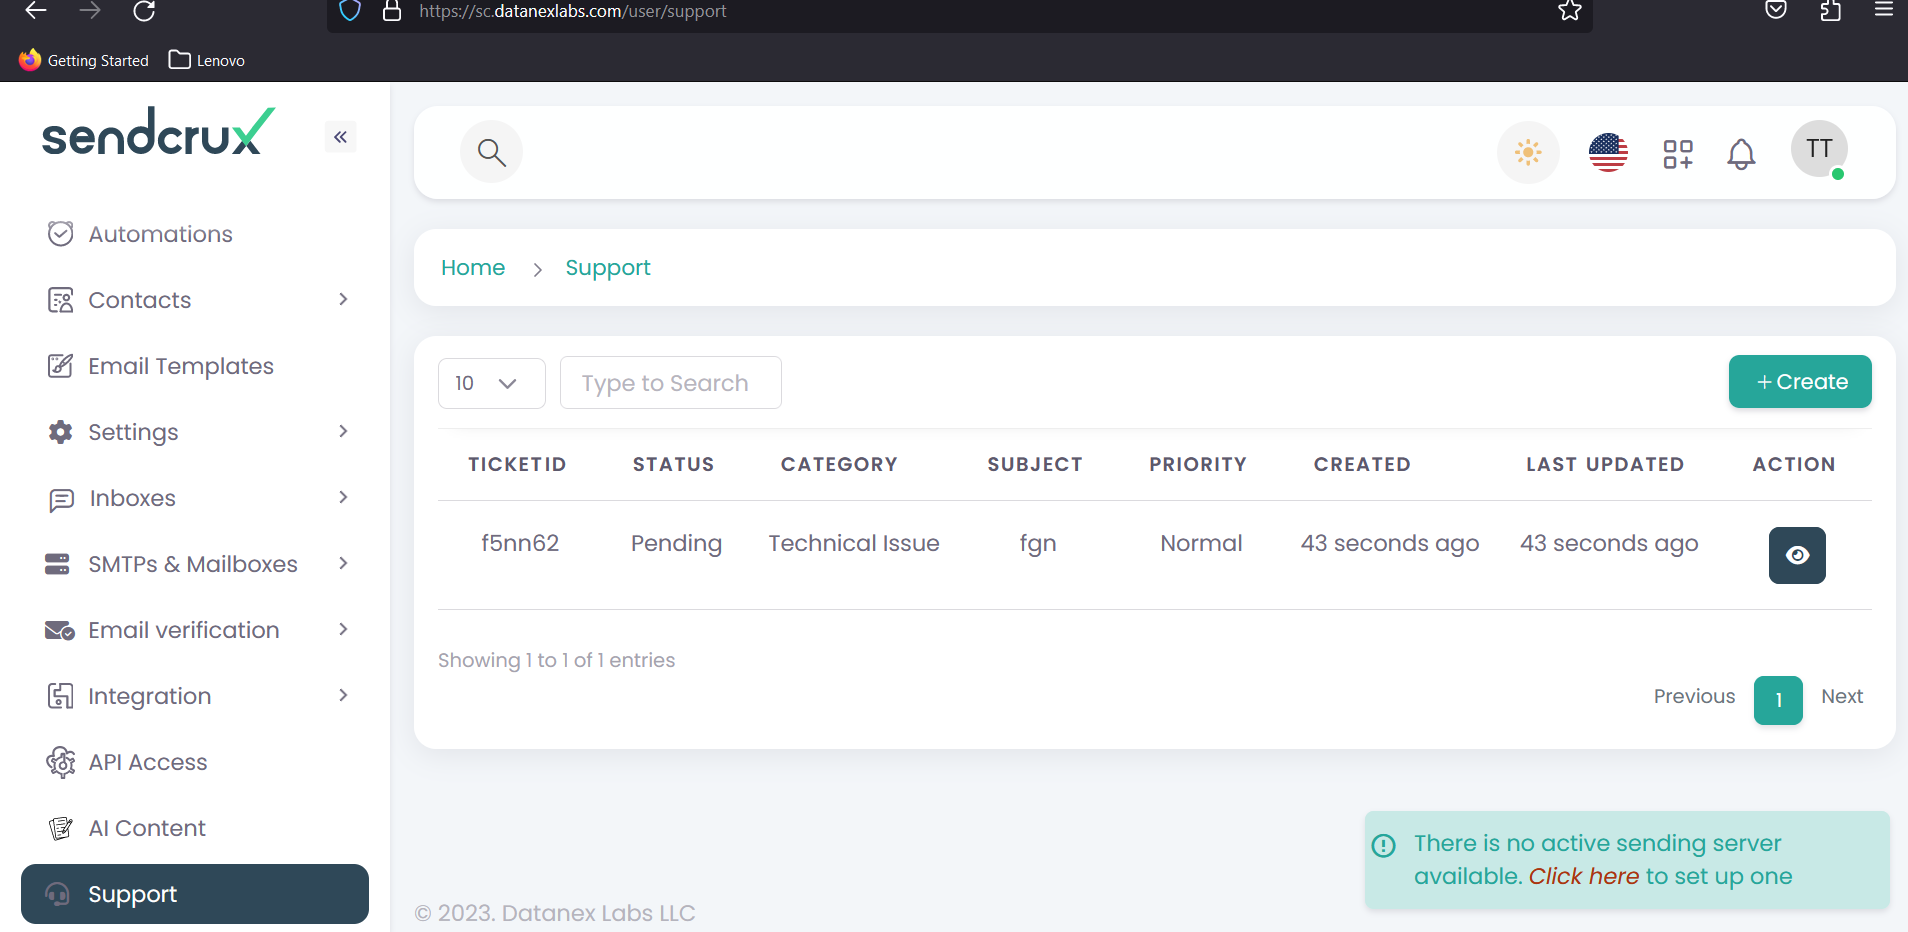 https://sc.datanexlabs.com/user/support
Getting Started
Lenovo
sendcrux
«
TT
Automations
Contacts
Email Templates
Settings
Inboxes
SMTPs & Mailboxes
Email verification
Integration
API Access
AI Content
Support
Home > Support
10
Type to Search
+ Create
TICKETID STATUS CATEGORY SUBJECT PRIORITY CREATED LAST UPDATED ACTION
f5nn62 Pending Technical Issue fgn Normal 43 seconds ago 43 seconds ago
Showing 1 to 1 of 1 entries
Previous 1 Next
There is no active sending server
available. Click here to set up one
© 2023. Datanex Labs LLC